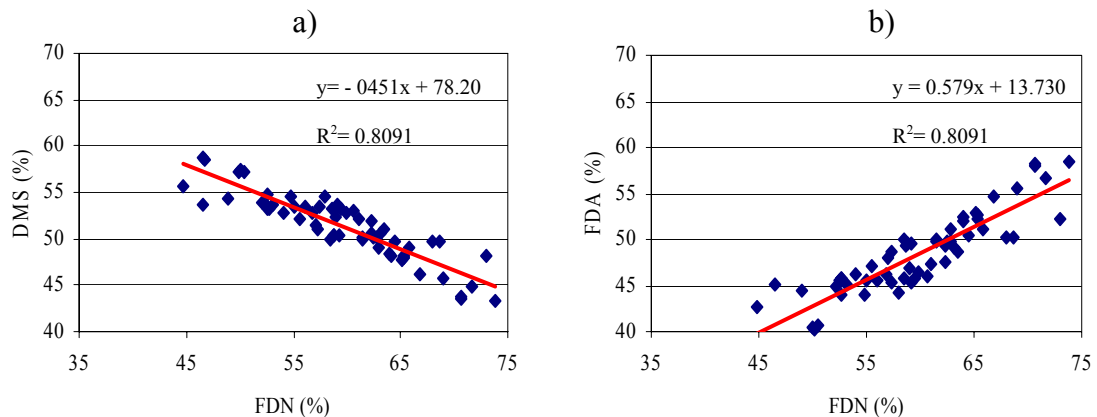 a)
70
65
60
55
50
45
40
DMS (%)
y= - 0451x + 78.20
R²= 0.8091
35 45 55 65 75
FDN (%)
b)
70
65
60
55
50
45
40
FDA (%)
y = 0.579x + 13.730
R²= 0.8091
35 45 55 65 75
FDN (%)